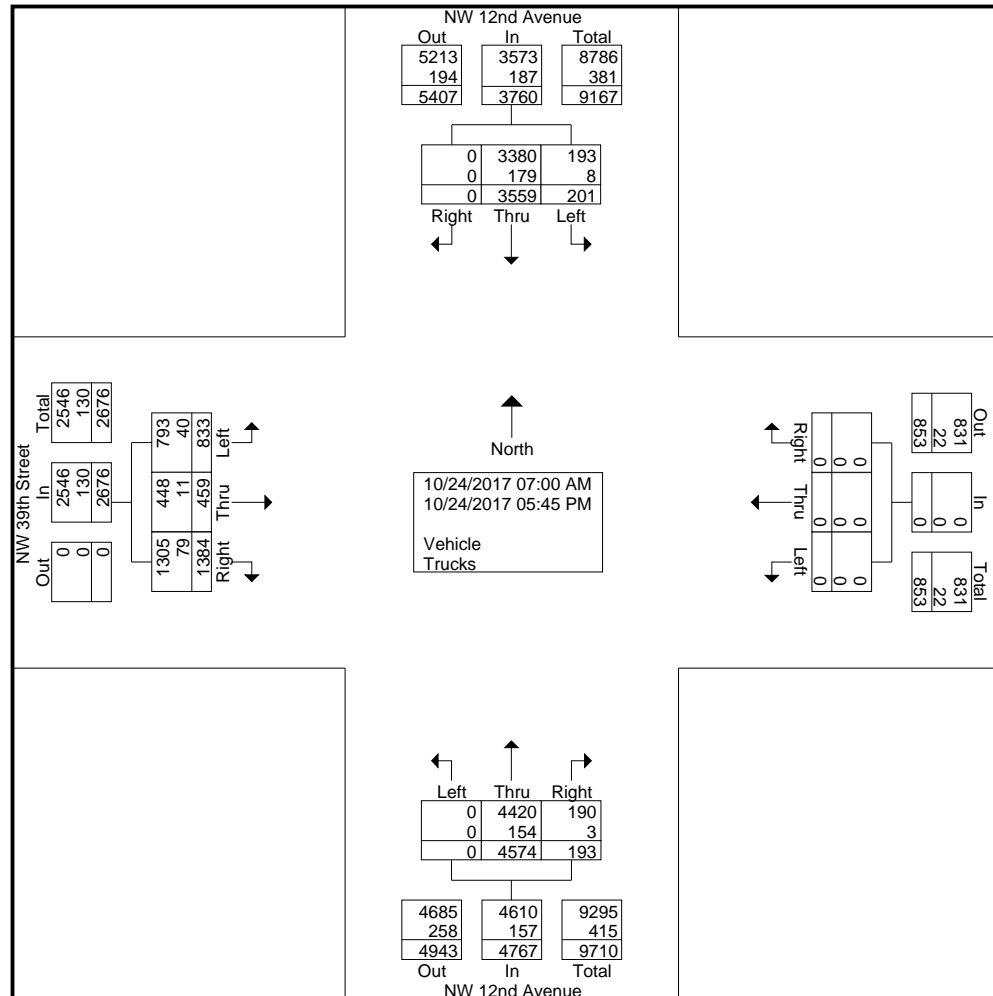 NW 12nd Avenue
Out In Total
5213 3573 8786
194 187 381
5407 3760 9167
0 3380 193
0 179 8
0 3559 201
Right Thru Left
NW 39th Street
Total
2546
130
2676
In
2546
130
2676
Out
0
0
0
Left
793
40
833
Thru
448
11
459
Right
1305
79
1384
North
10/24/2017 07:00 AM
10/24/2017 05:45 PM
Vehicle
Trucks
Right
0
0
0
Thru
0
0
0
Left
0
0
0
Out
831
22
853
In
0
0
0
Total
831
22
853
Left Thru Right
0 4420 190
0 154 3
0 4574 193
4685 4610 9295
258 157 415
4943 4767 9710
Out In Total
NW 12nd Avenue